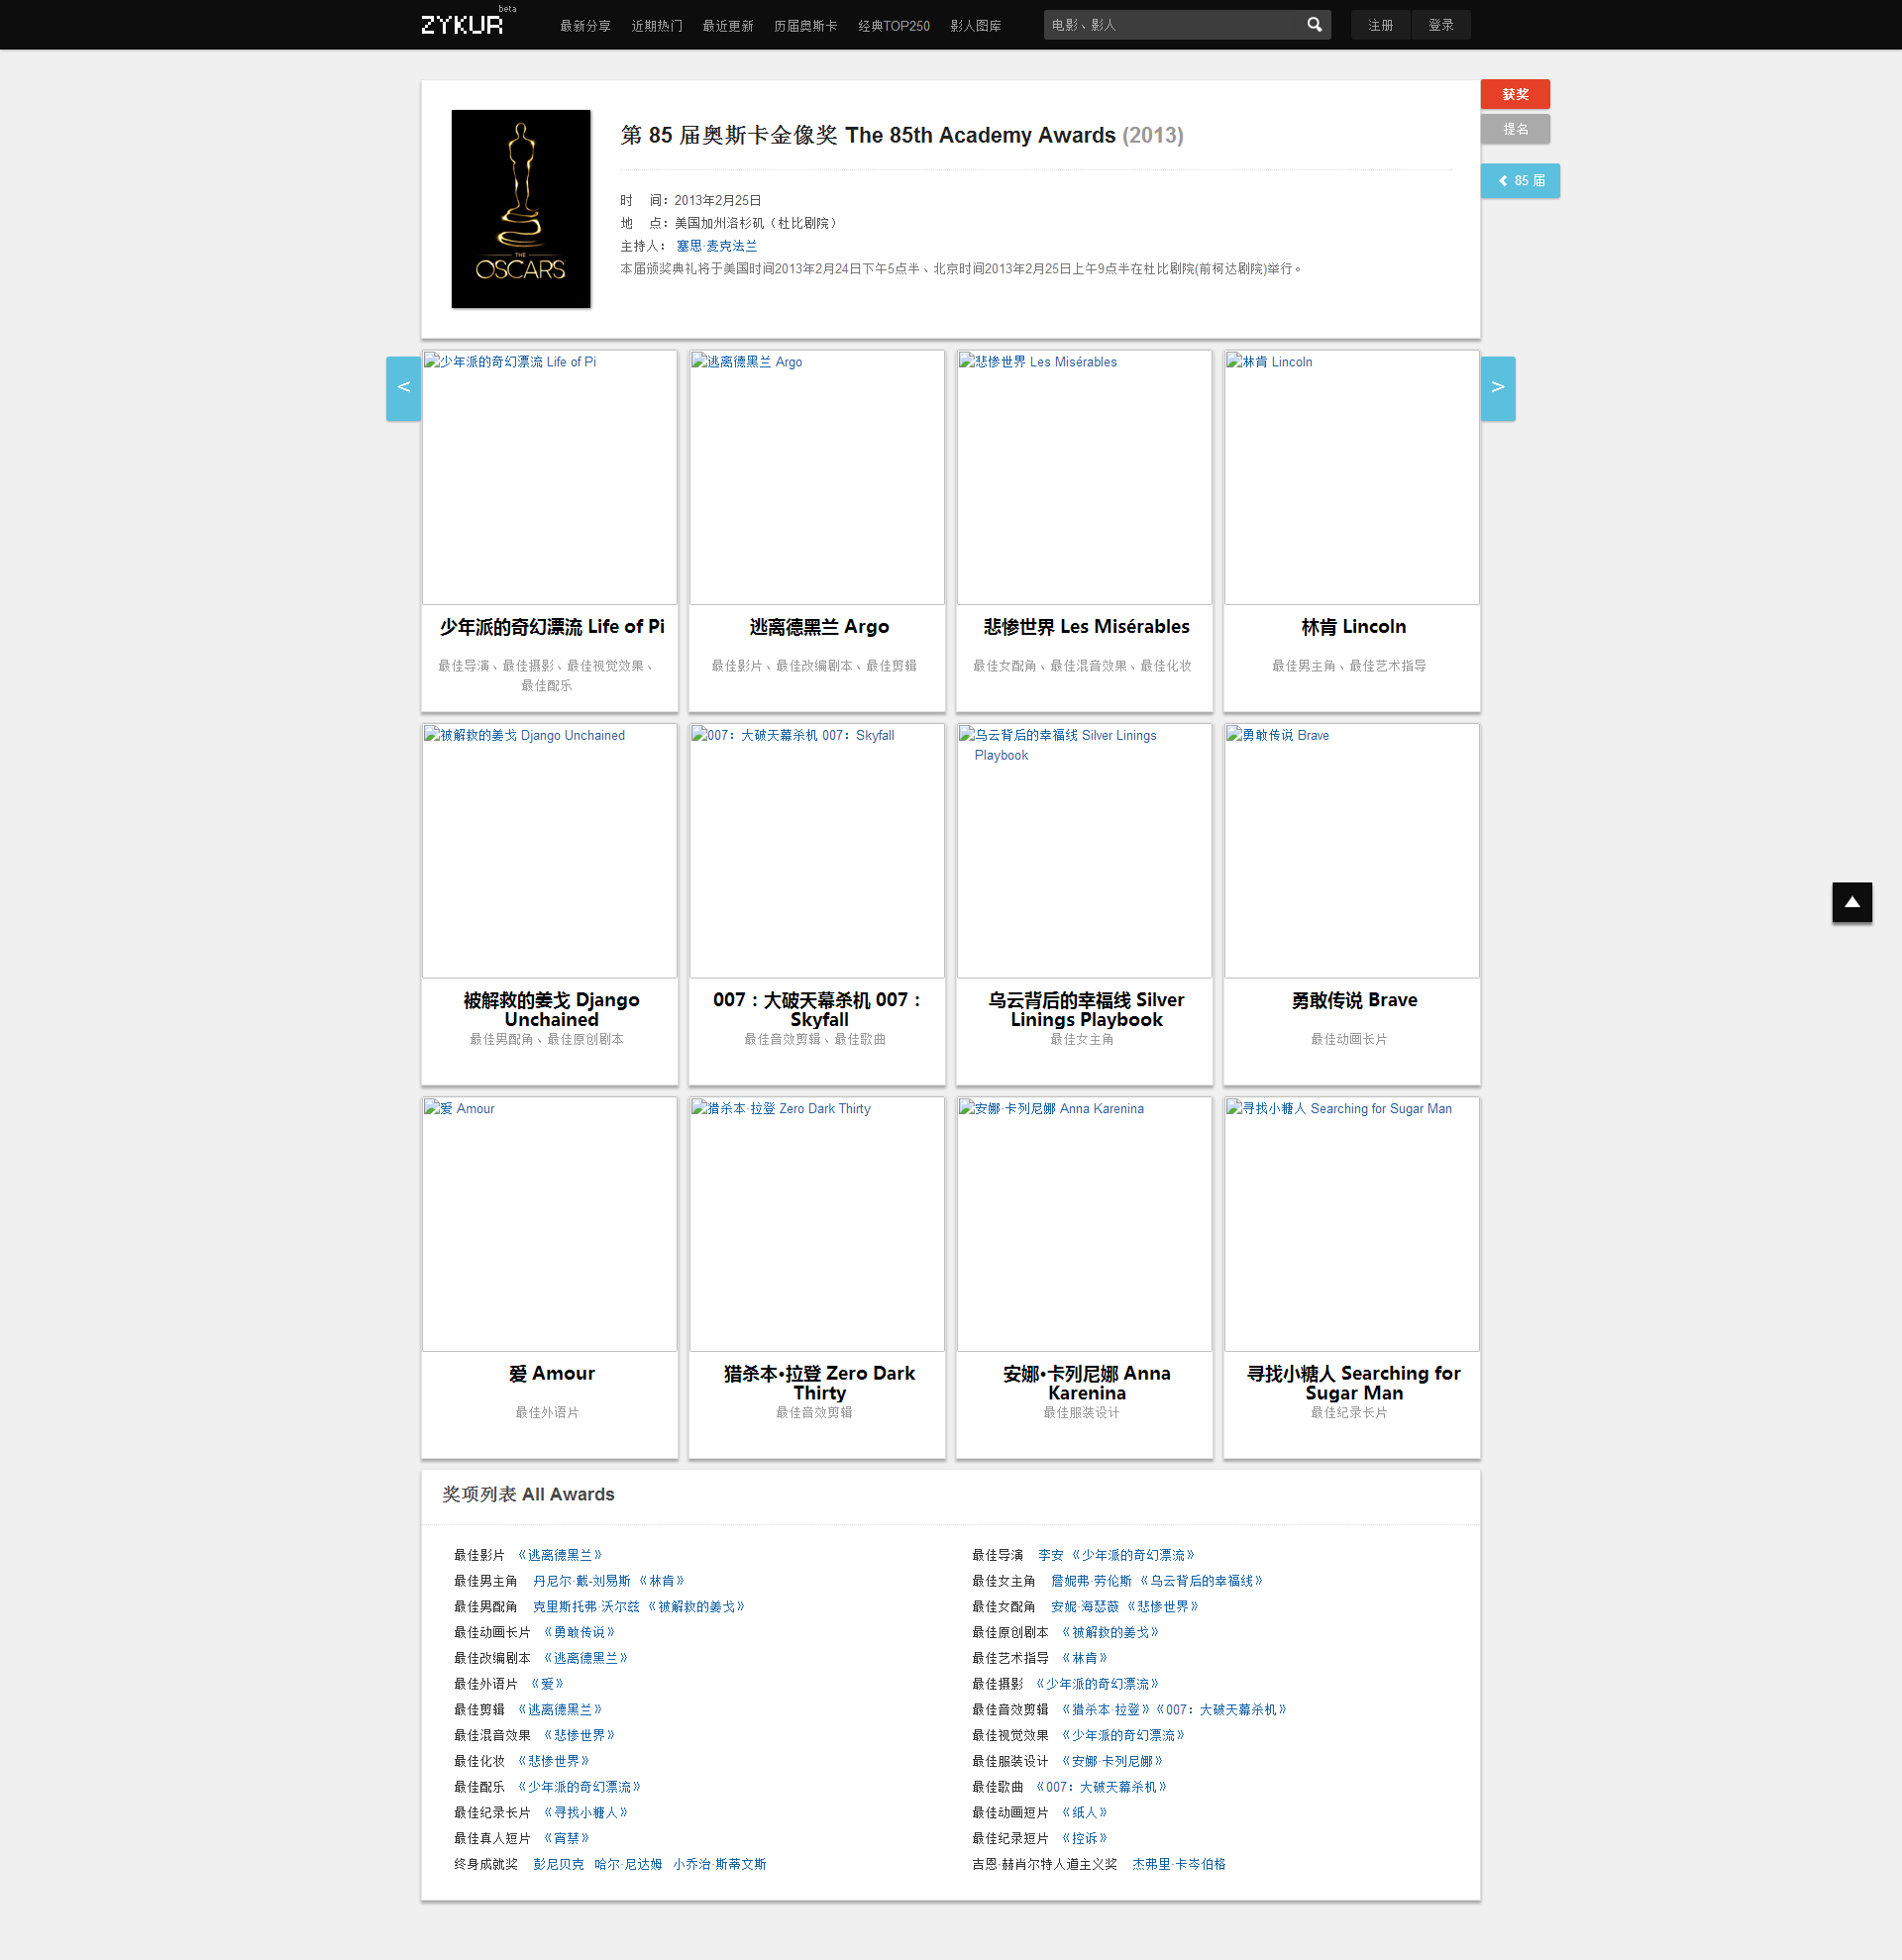 ZYKUR beta
最新分享 近期热门 最近更新 历届奥斯卡 经典TOP250 影人图库 电影、影人 注册 登录
获奖
提名
85 届
THE
OSCARS
第 85 届奥斯卡金像奖 The 85th Academy Awards (2013)
时 间：2013年2月25日
地 点：美国加州洛杉矶（杜比剧院）
主持人： 塞思·麦克法兰
本届颁奖典礼将于美国时间2013年2月24日下午5点半、北京时间2013年2月25日上午9点半在杜比剧院(前柯达剧院)举行。
< >
少年派的奇幻漂流 Life of Pi
逃离德黑兰 Argo
悲惨世界 Les Misérables
林肯 Lincoln
少年派的奇幻漂流 Life of Pi
最佳导演、最佳摄影、最佳视觉效果、
最佳配乐
逃离德黑兰 Argo
最佳影片、最佳改编剧本、最佳剪辑
悲惨世界 Les Misérables
最佳女配角、最佳混音效果、最佳化妆
林肯 Lincoln
最佳男主角、最佳艺术指导
被解救的姜戈 Django Unchained
007：大破天幕杀机 007：Skyfall
乌云背后的幸福线 Silver Linings
Playbook
勇敢传说 Brave
被解救的姜戈 Django
Unchained
最佳男配角、最佳原创剧本
007：大破天幕杀机 007：
Skyfall
最佳音效剪辑、最佳歌曲
乌云背后的幸福线 Silver
Linings Playbook
最佳女主角
勇敢传说 Brave
最佳动画长片
爱 Amour
猎杀本·拉登 Zero Dark Thirty
安娜·卡列尼娜 Anna Karenina
寻找小糖人 Searching for Sugar Man
爱 Amour
最佳外语片
猎杀本·拉登 Zero Dark
Thirty
最佳音效剪辑
安娜·卡列尼娜 Anna
Karenina
最佳服装设计
寻找小糖人 Searching for
Sugar Man
最佳纪录长片
奖项列表 All Awards
最佳影片 《逃离德黑兰》
最佳导演 李安 《少年派的奇幻漂流》
最佳男主角 丹尼尔·戴-刘易斯 《林肯》
最佳女主角 詹妮弗·劳伦斯 《乌云背后的幸福线》
最佳男配角 克里斯托弗·沃尔兹 《被解救的姜戈》
最佳女配角 安妮·海瑟薇 《悲惨世界》
最佳动画长片 《勇敢传说》
最佳原创剧本 《被解救的姜戈》
最佳改编剧本 《逃离德黑兰》
最佳艺术指导 《林肯》
最佳外语片 《爱》
最佳摄影 《少年派的奇幻漂流》
最佳剪辑 《逃离德黑兰》
最佳音效剪辑 《猎杀本·拉登》《007：大破天幕杀机》
最佳混音效果 《悲惨世界》
最佳视觉效果 《少年派的奇幻漂流》
最佳化妆 《悲惨世界》
最佳服装设计 《安娜·卡列尼娜》
最佳配乐 《少年派的奇幻漂流》
最佳歌曲 《007：大破天幕杀机》
最佳纪录长片 《寻找小糖人》
最佳动画短片 《纸人》
最佳真人短片 《宵禁》
最佳纪录短片 《控诉》
终身成就奖 彭尼贝克 哈尔·尼达姆 小乔治·斯蒂文斯
吉恩·赫肖尔特人道主义奖 杰弗里·卡岑伯格